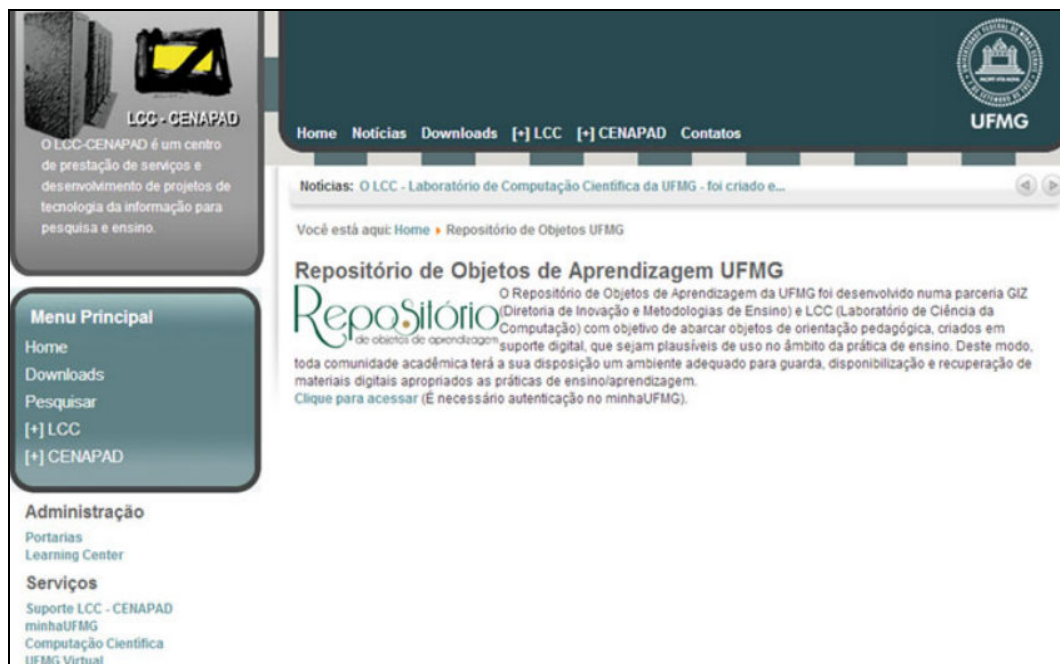 LCC - CENAPAD
O LCC-CENAPAD é um centro
de prestação de serviços e
desenvolvimento de projetos de
tecnologia da informação para
pesquisa e ensino.
UFMG
Home Notícias Downloads [+] LCC [+] CENAPAD Contatos
Notícias: O LCC - Laboratório de Computação Científica da UFMG - foi criado e...
Você está aqui: Home Repositório de Objetos UFMG
Repositório de Objetos de Aprendizagem UFMG
Repositório
de objetos de aprendizagem
O Repositório de Objetos de Aprendizagem da UFMG foi desenvolvido numa parceria GIZ
(Diretoria de Inovação e Metodologias de Ensino) e LCC (Laboratório de Ciência da
Computação) com objetivo de abarcar objetos de orientação pedagógica, criados em
suporte digital, que sejam plausíveis de uso no âmbito da prática de ensino. Deste modo,
toda comunidade acadêmica terá a sua disposição um ambiente adequado para guarda, disponibilização e recuperação de
materiais digitais apropriados as práticas de ensino/aprendizagem.
Clique para acessar (É necessário autenticação no minhaUFMG).
Menu Principal
Home
Downloads
Pesquisar
[+] LCC
[+] CENAPAD
Administração
Portarias
Learning Center
Serviços
Suporte LCC - CENAPAD
minhaUFMG
Computação Científica
UFMG Virtual